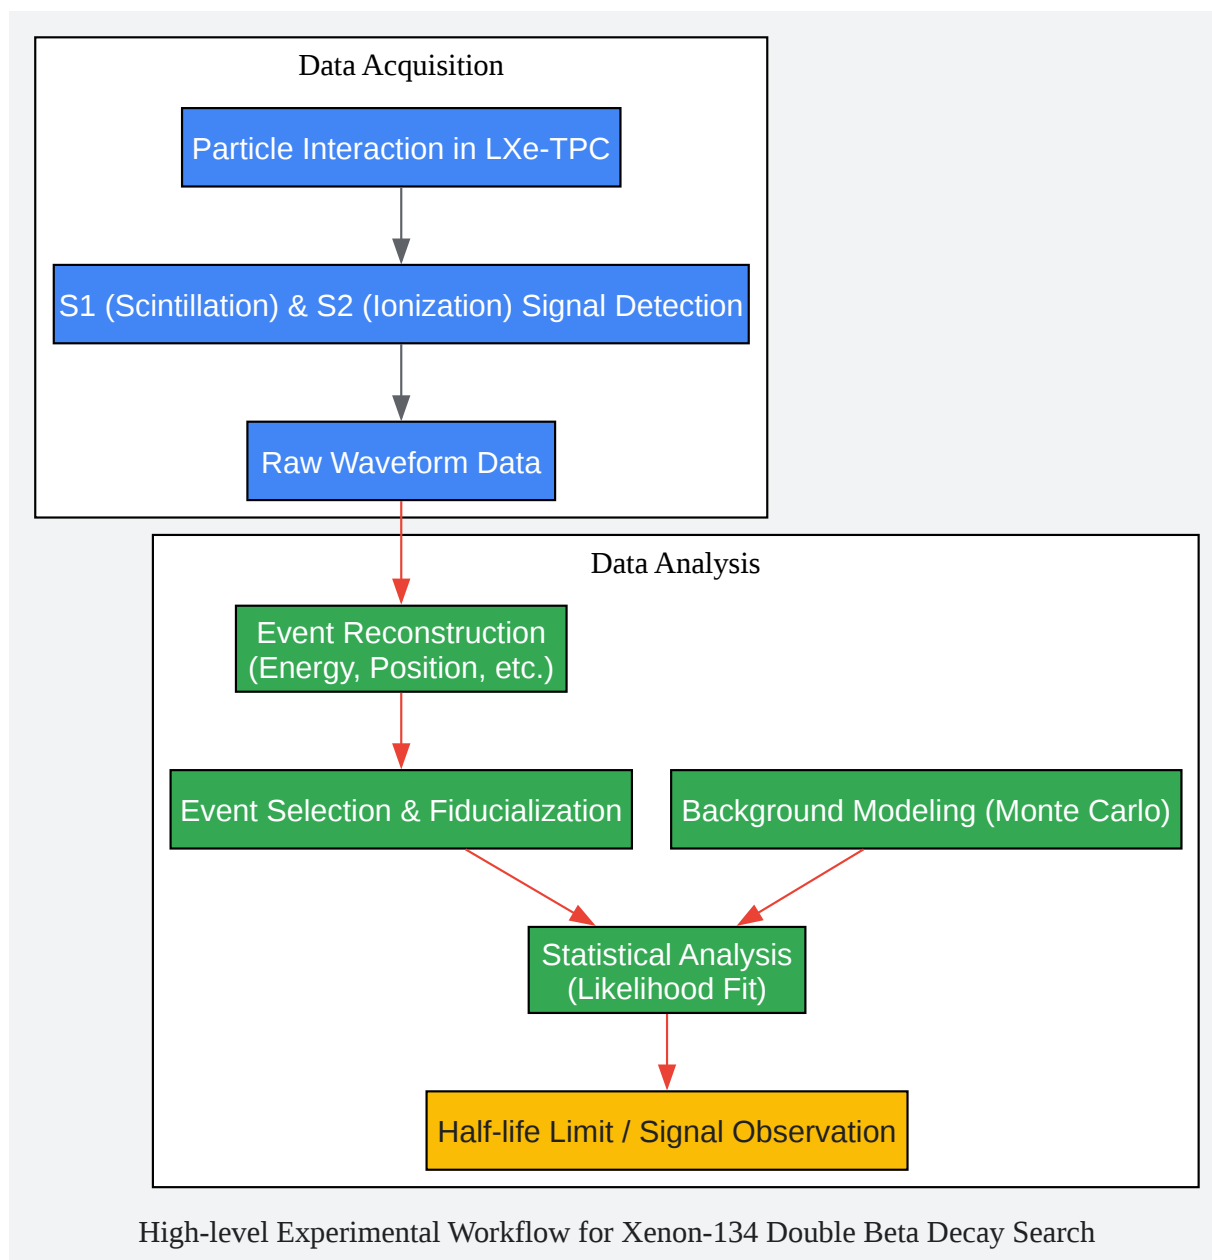 Data Acquisition
Particle Interaction in LXe-TPC
S1 (Scintillation) & S2 (Ionization) Signal Detection
Raw Waveform Data
Data Analysis
Event Reconstruction
(Energy, Position, etc.)
Event Selection & Fiducialization
Background Modeling (Monte Carlo)
Statistical Analysis
(Likelihood Fit)
Half-life Limit / Signal Observation
High-level Experimental Workflow for Xenon-134 Double Beta Decay Search